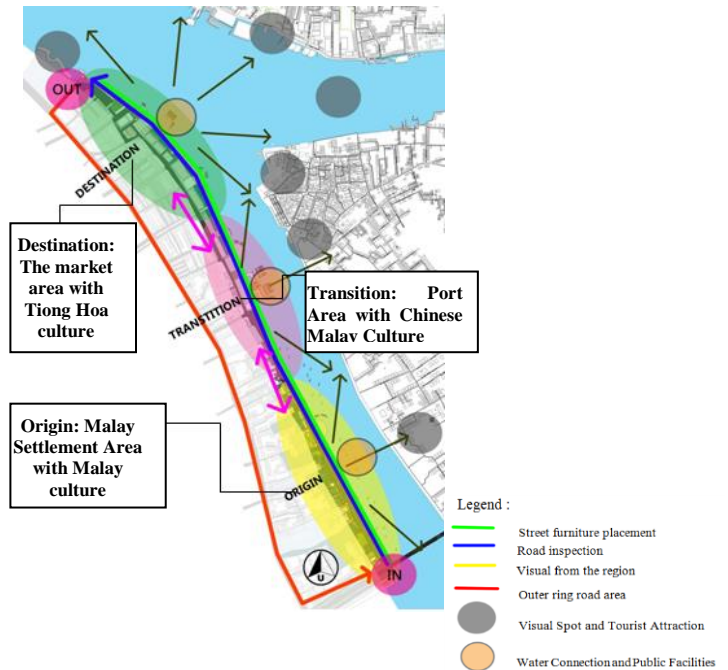 OUT
DESTINATION
Destination:
The market
area with
Tiong Hoa
culture
TRANSTITION
Transition: Port
Area with Chinese
Malay Culture
Origin: Malay
Settlement Area
with Malay
culture
ORIGIN
U
IN
Legend :
Street furniture placement
Road inspection
Visual from the region
Outer ring road area
Visual Spot and Tourist Attraction
Water Connection and Public Facilities